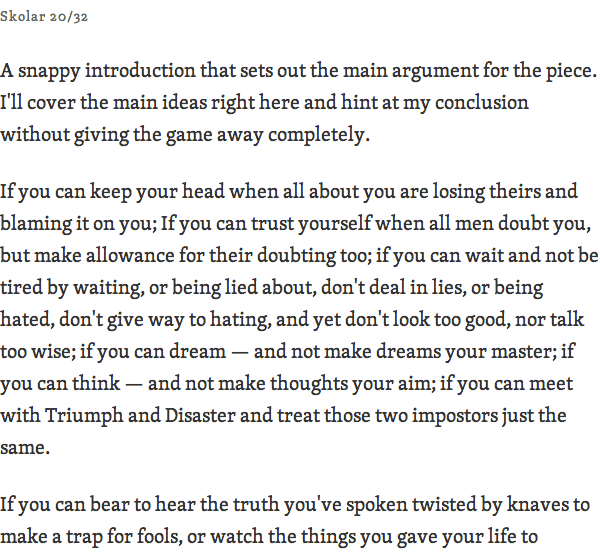 Skolar 20/32
A snappy introduction that sets out the main argument for the piece.
I'll cover the main ideas right here and hint at my conclusion
without giving the game away completely.
If you can keep your head when all about you are losing theirs and
blaming it on you; If you can trust yourself when all men doubt you,
but make allowance for their doubting too; if you can wait and not be
tired by waiting, or being lied about, don't deal in lies, or being
hated, don't give way to hating, and yet don't look too good, nor talk
too wise; if you can dream — and not make dreams your master; if
you can think — and not make thoughts your aim; if you can meet
with Triumph and Disaster and treat those two impostors just the
same.
If you can bear to hear the truth you've spoken twisted by knaves to
make a trap for fools, or watch the things you gave your life to